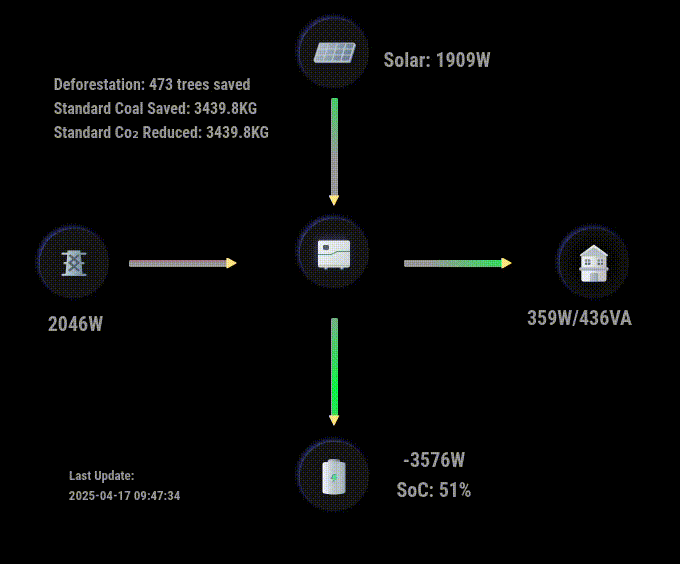 Solar: 1909W
Deforestation: 473 trees saved
Standard Coal Saved: 3439.8KG
Standard Co₂ Reduced: 3439.8KG
2046W
359W/436VA
-3576W
SoC: 51%
Last Update:
2025-04-17 09:47:34